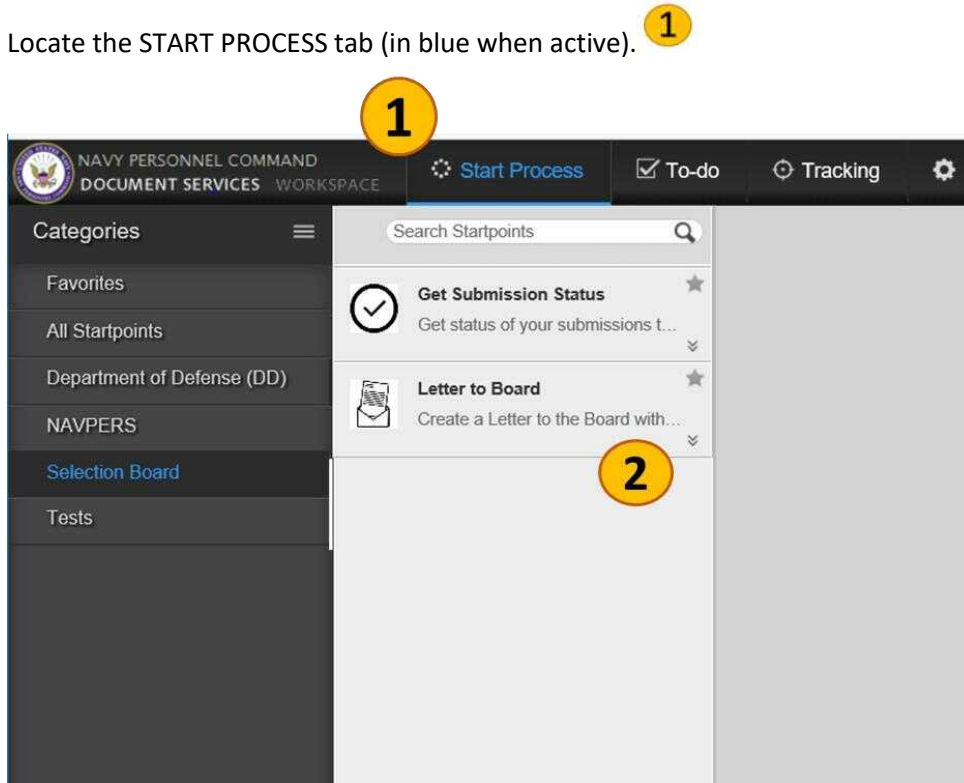 Locate the START PROCESS tab (in blue when active). 1
1
NAVY PERSONNEL COMMAND
DOCUMENT SERVICES WORKSPACE
Start Process
To-do
Tracking
Categories
Search Startpoints
Favorites
All Startpoints
Department of Defense (DD)
NAVPERS
Selection Board
Tests
Get Submission Status
Get status of your submissions t...
Letter to Board
Create a Letter to the Board with...
2